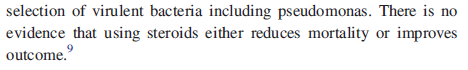 selection of virulent bacteria including pseudomonas. There is no
evidence that using steroids either reduces mortality or improves
outcome.9